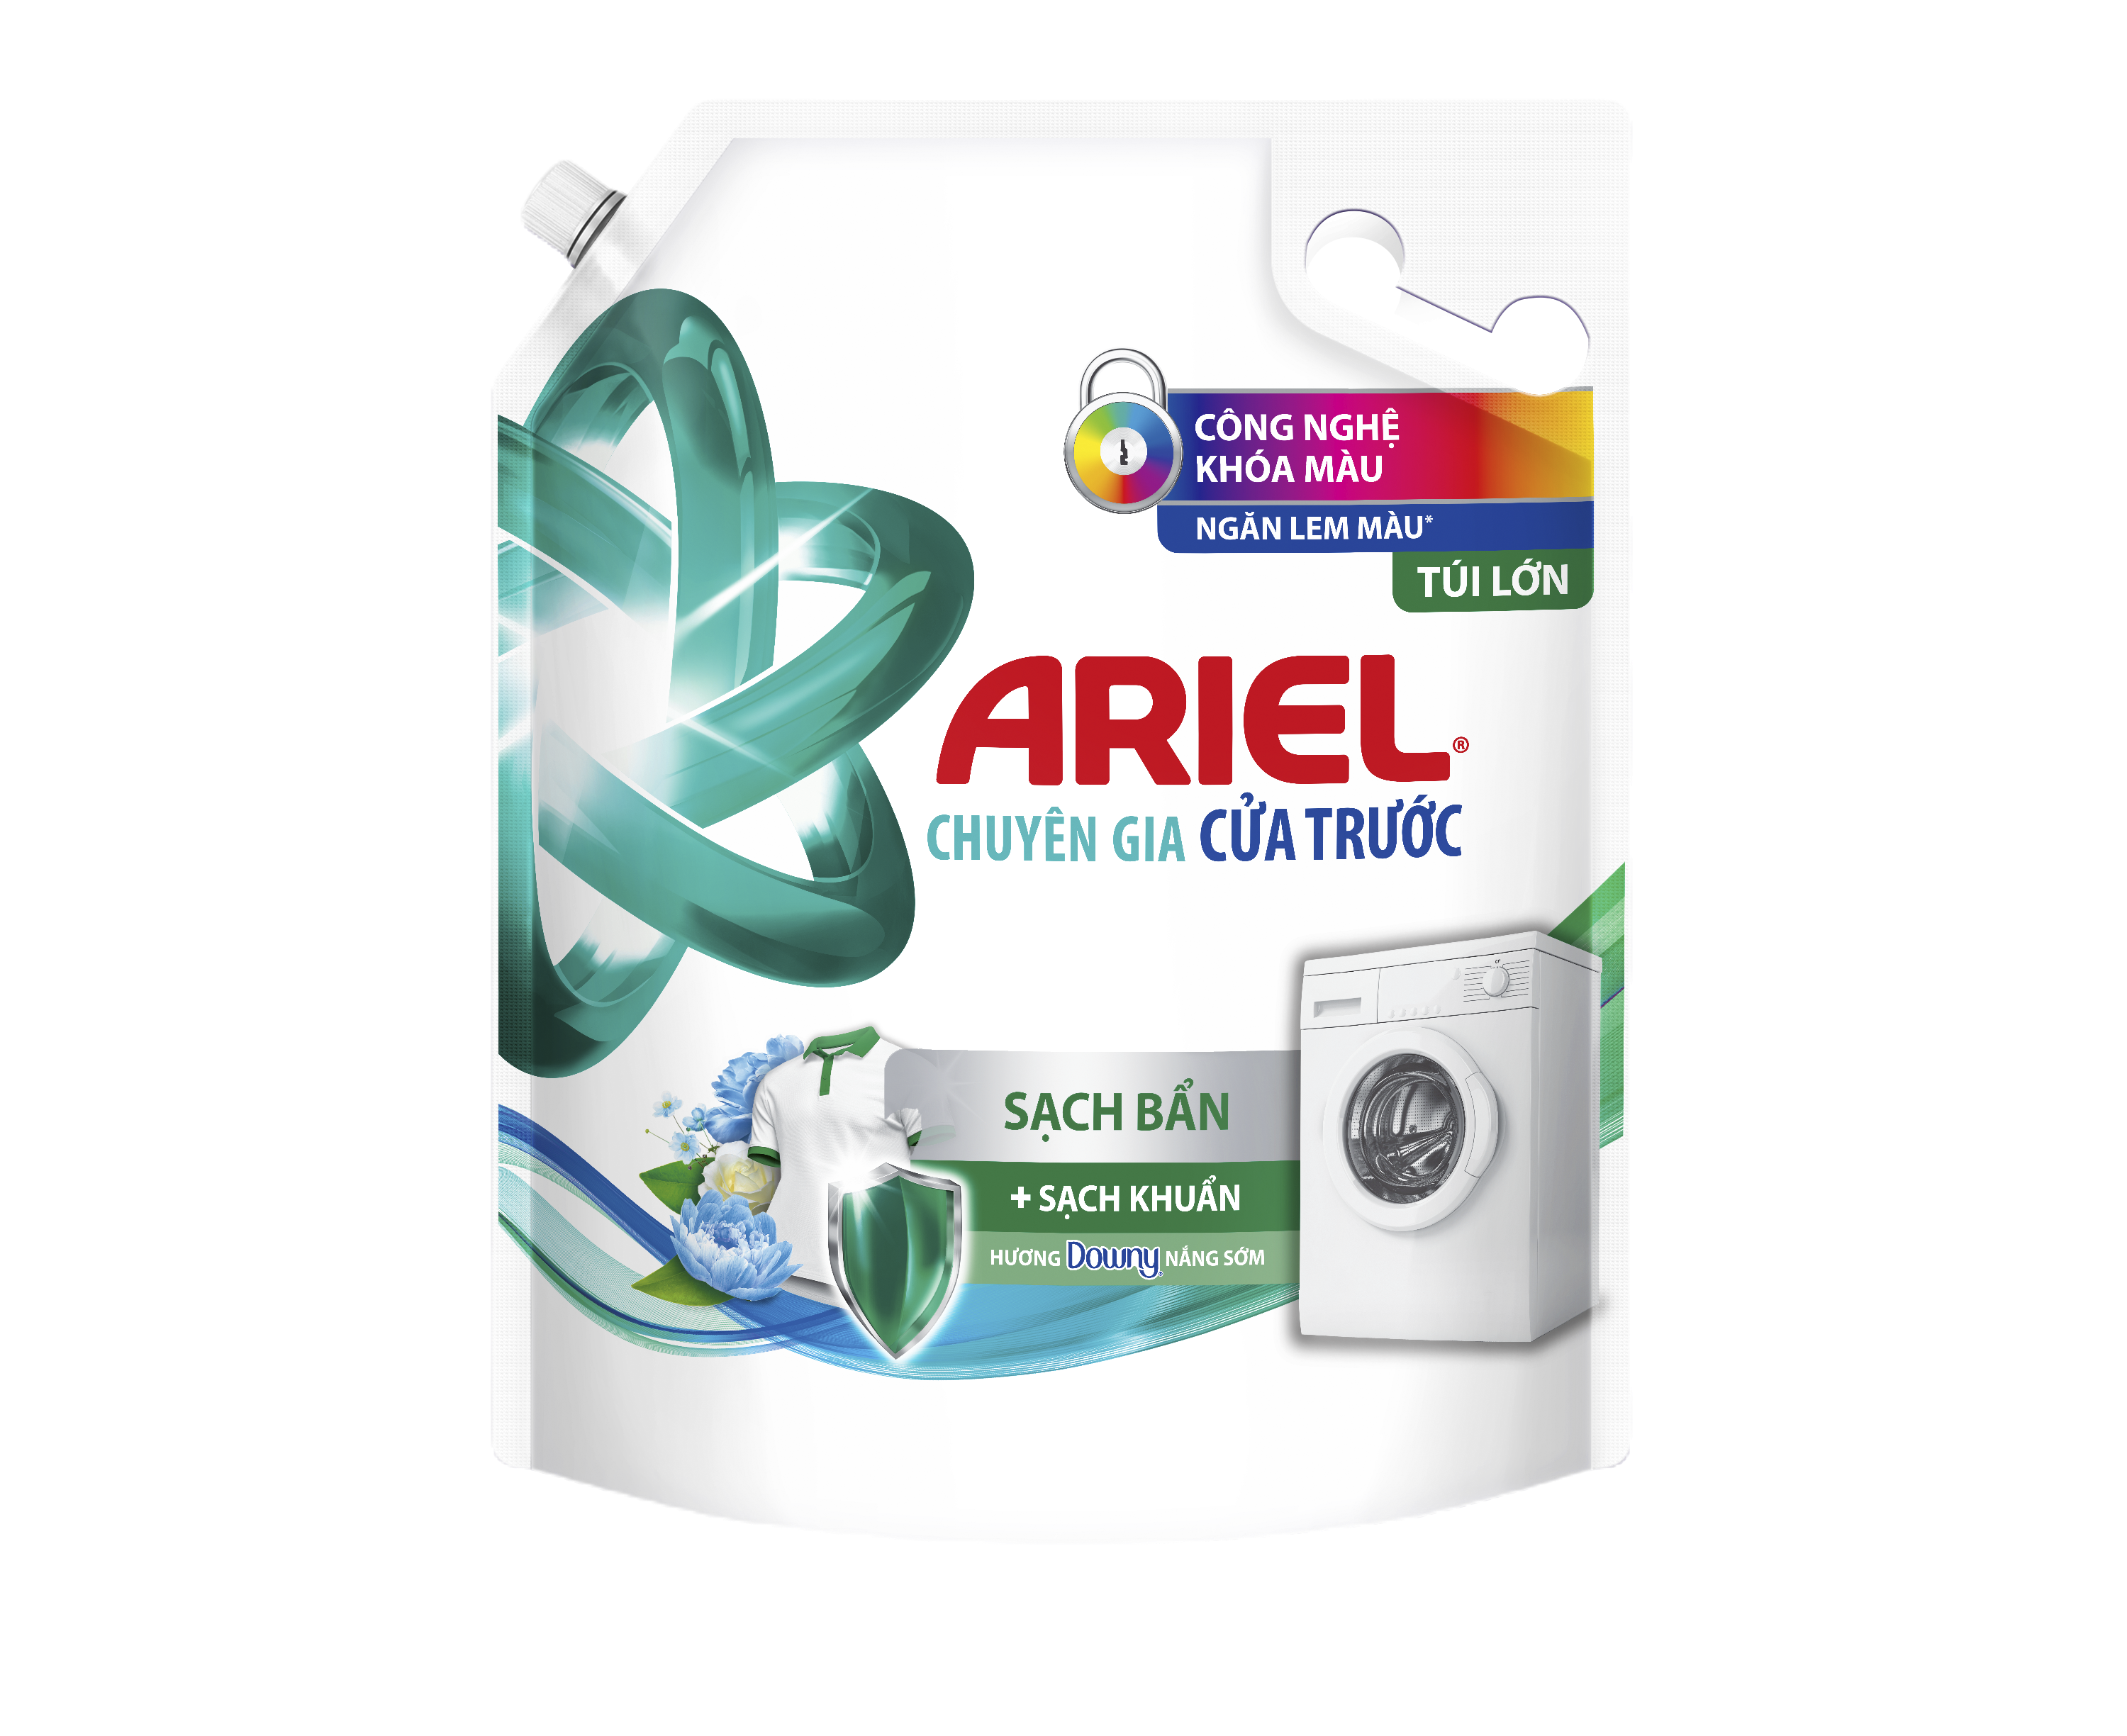 CÔNG NGHỆ
KHÓA MÀU
NGĂN LEM MÀU*
TÚI LỚN
ARIEL®
CHUYÊN GIA CỬA TRƯỚC
SẠCH BẨN
+ SẠCH KHUẨN
HƯƠNG Downy® NẮNG SỚM